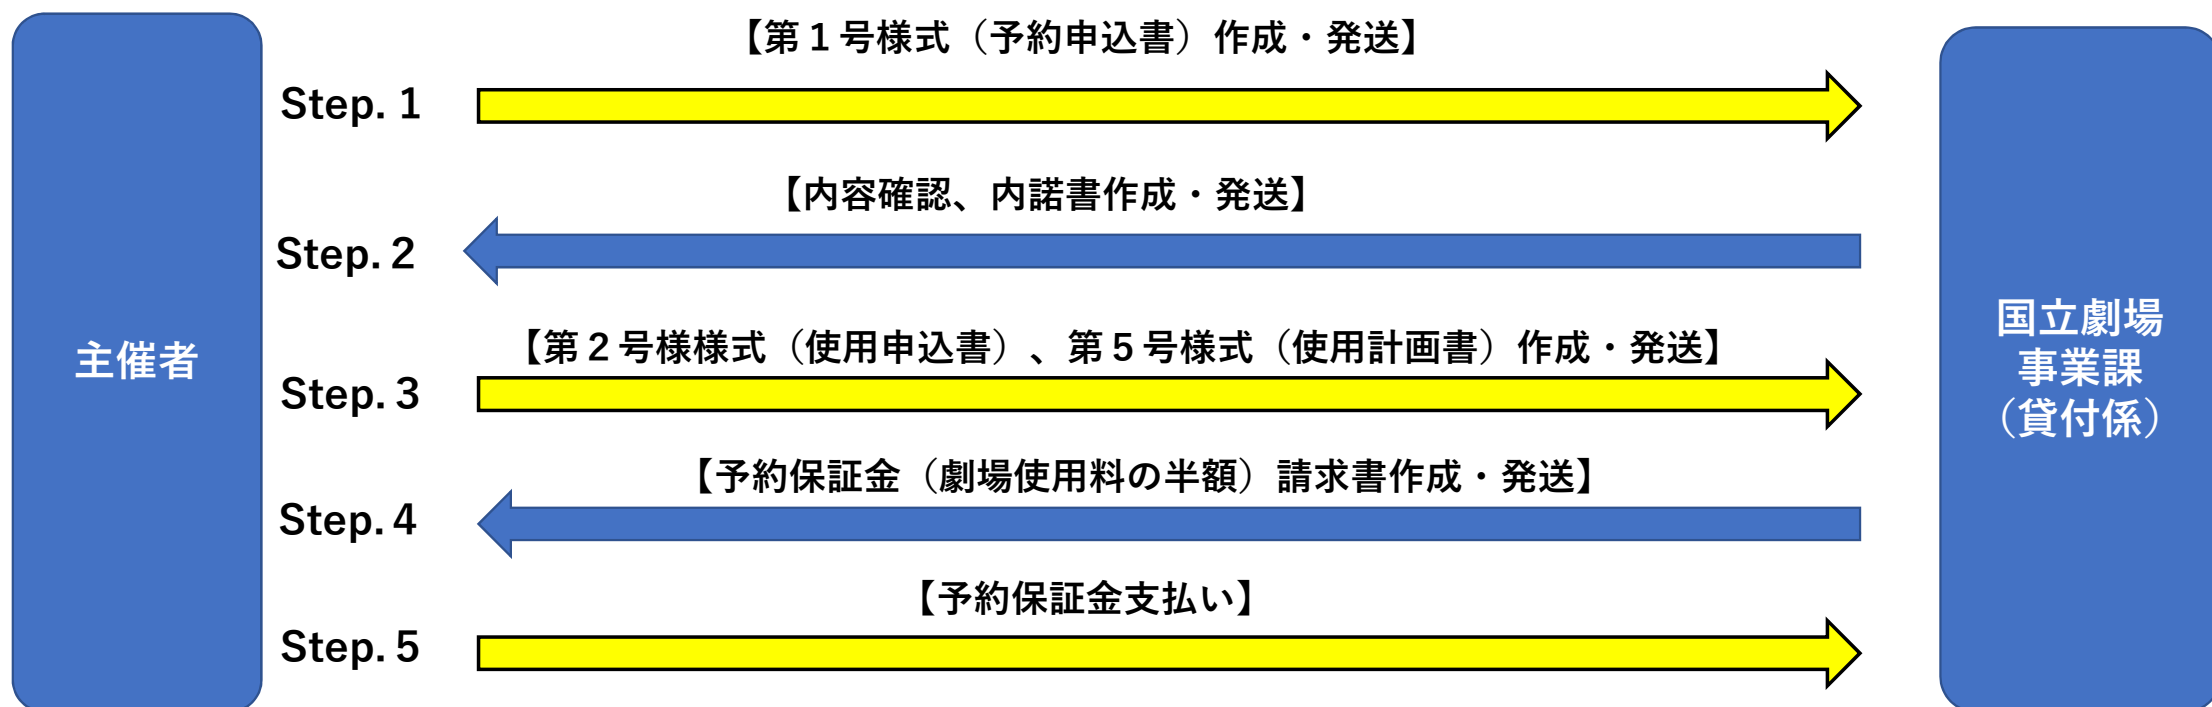 【第１号様式（予約申込書）作成・発送】
Step. 1
【内容確認、内諾書作成・発送】
Step. 2
【第２号様様式（使用申込書）、第５号様式（使用計画書）作成・発送】
Step. 3
【予約保証金（劇場使用料の半額）請求書作成・発送】
Step. 4
【予約保証金支払い】
Step. 5
主催者
国立劇場
事業課
（貸付係）